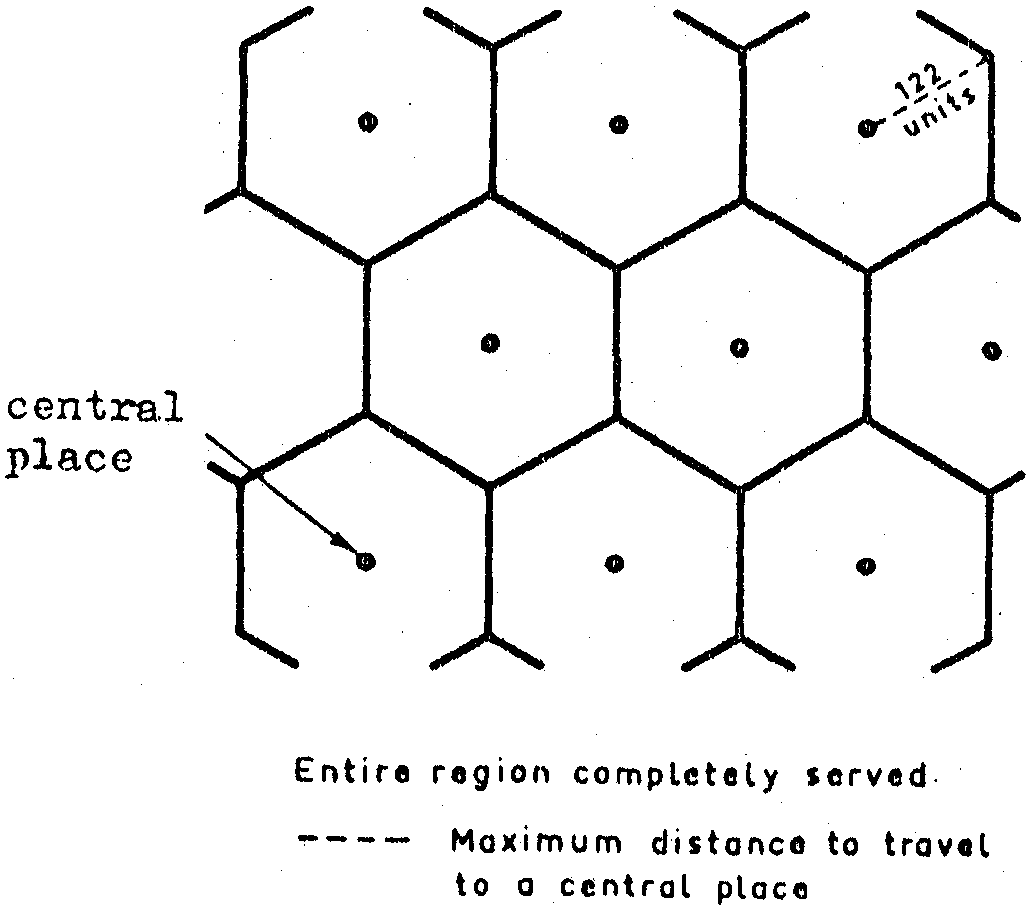 122
units
central
place
Entire region completely served.
Maximum distance to travel
to a central place